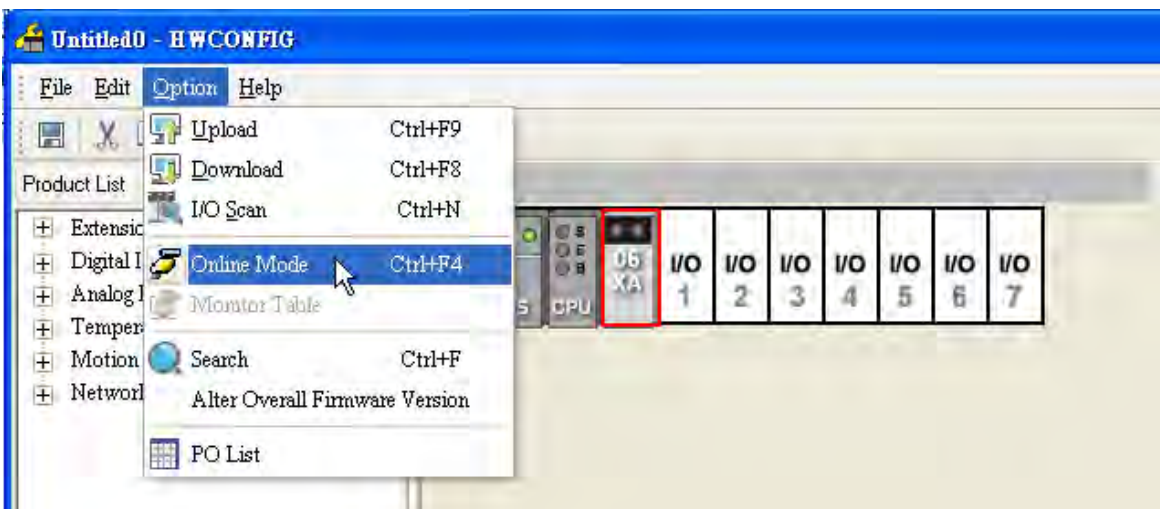 Untitled0 - HWCONFIG
File Edit Option Help
Upload Ctrl+F9
Download Ctrl+F8
I/O Scan Ctrl+N
Online Mode Ctrl+F4
Monitor Table
Search Ctrl+F
Alter Overall Firmware Version
PO List
Product List
Extensio
Digital I
Analog I
Temper
Motion
Networl
S CPU 06 XA
I/O 1 I/O 2 I/O 3 I/O 4 I/O 5 I/O 6 I/O 7